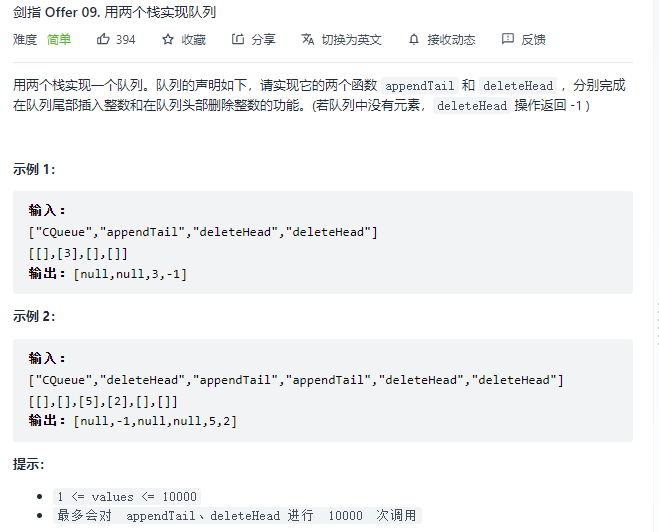 剑指 Offer 09. 用两个栈实现队列
难度 简单 394 收藏 分享 切换为英文 接收动态 反馈
用两个栈实现一个队列。队列的声明如下，请实现它的两个函数 appendTail 和 deleteHead ，分别完成
在队列尾部插入整数和在队列头部删除整数的功能。(若队列中没有元素，deleteHead 操作返回 -1 )
示例 1：
输入：
["CQueue","appendTail","deleteHead","deleteHead"]
[[],[3],[],[]]
输出：[null,null,3,-1]
示例 2：
输入：
["CQueue","deleteHead","appendTail","appendTail","deleteHead","deleteHead"]
[[],[],[5],[2],[],[]]
输出：[null,-1,null,null,5,2]
提示：
1 <= values <= 10000
最多会对 appendTail、deleteHead 进行 10000 次调用